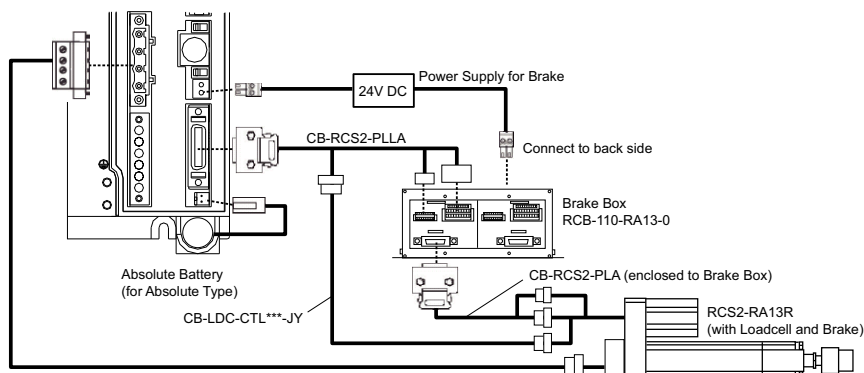 Power Supply for Brake
24V DC
CB-RCS2-PLLA
Connect to back side
Brake Box
RCB-110-RA13-0
Absolute Battery
(for Absolute Type)
CB-RCS2-PLA (enclosed to Brake Box)
CB-LDC-CTL***-JY
RCS2-RA13R
(with Loadcell and Brake)